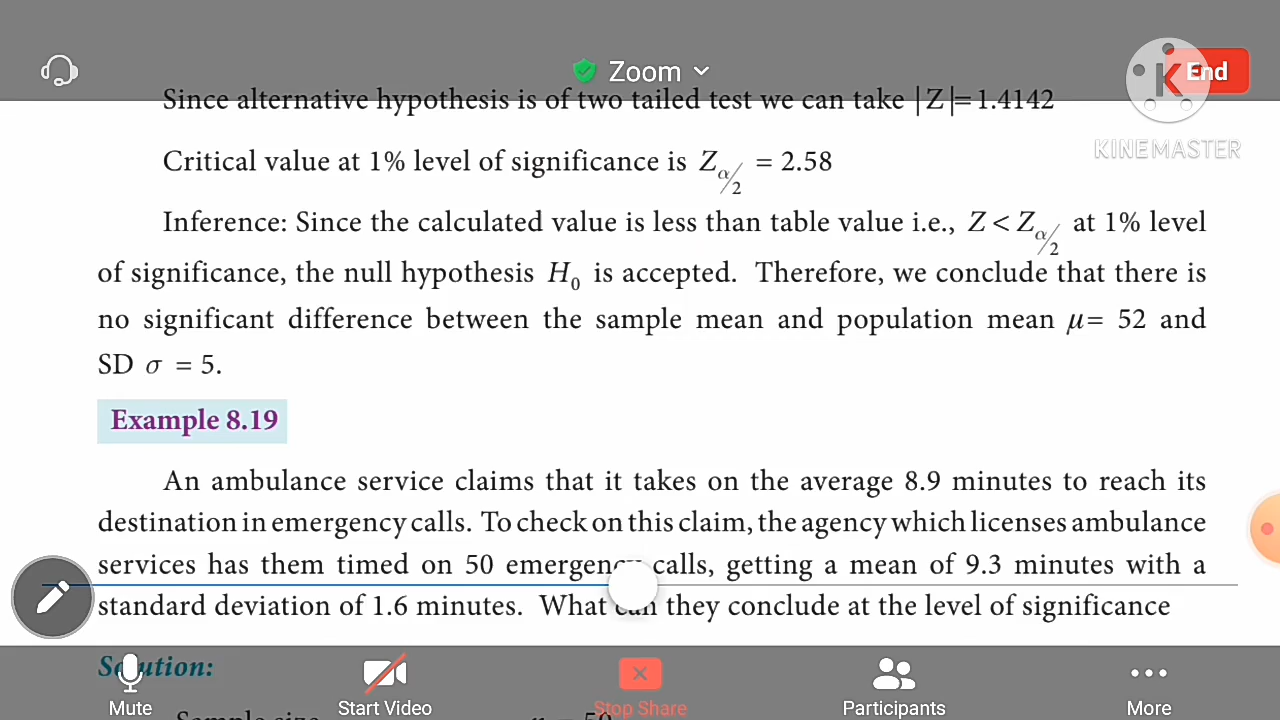 Zoom
End
K
KINEMASTER
Since alternative hypothesis is of two tailed test we can take |Z|= 1.4142
Critical value at 1% level of significance is Z α/2 = 2.58
Inference: Since the calculated value is less than table value i.e., Z < Z α/2 at 1% level
of significance, the null hypothesis H₀ is accepted. Therefore, we conclude that there is
no significant difference between the sample mean and population mean μ= 52 and
SD σ = 5.
Example 8.19
An ambulance service claims that it takes on the average 8.9 minutes to reach its
destination in emergency calls. To check on this claim, the agency which licenses ambulance
services has them timed on 50 emergency calls, getting a mean of 9.3 minutes with a
standard deviation of 1.6 minutes. What can they conclude at the level of significance
Solution:
Sample size = 50
Mute
Start Video
Stop Share
Participants
More